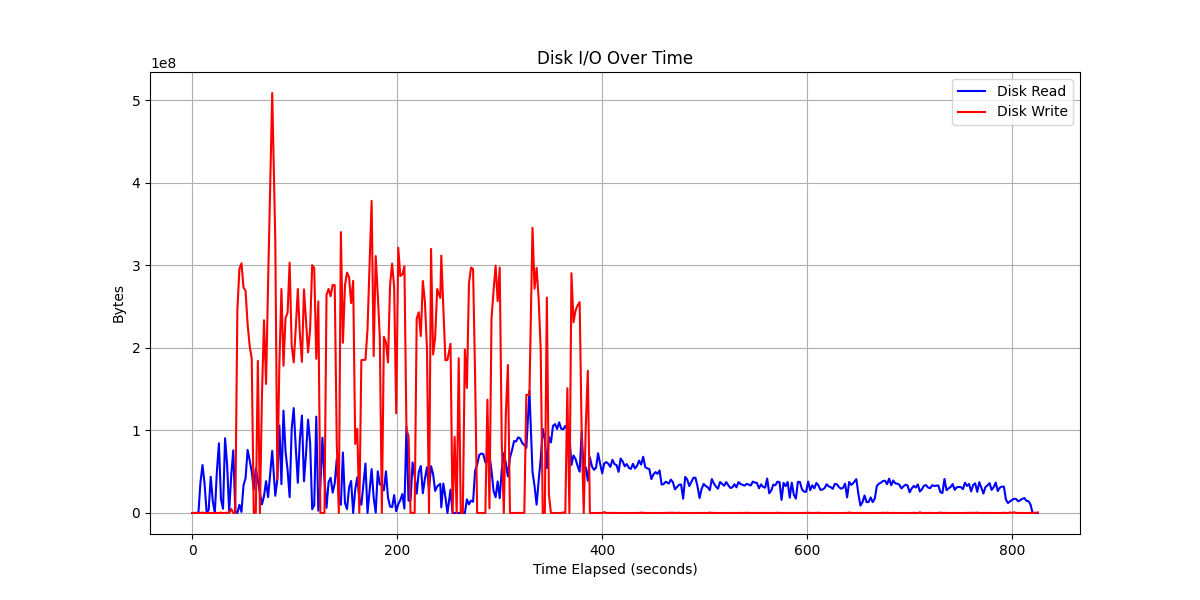 Disk I/O Over Time
1e8
Disk Read
Disk Write
5
4
3
2
1
0
Bytes
0 200 400 600 800
Time Elapsed (seconds)